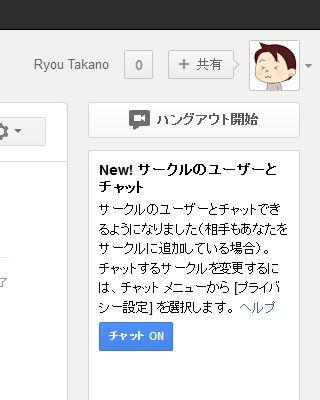 Ryou Takano 0 + 共有
ハングアウト開始
New! サークルのユーザーと
チャット
サークルのユーザーとチャットでき
るようになりました（相手もあなたを
サークルに追加している場合）。
チャットするサークルを変更するに
は、チャット メニューから [プライバ
シー設定] を選択します。 ヘルプ
チャット ON